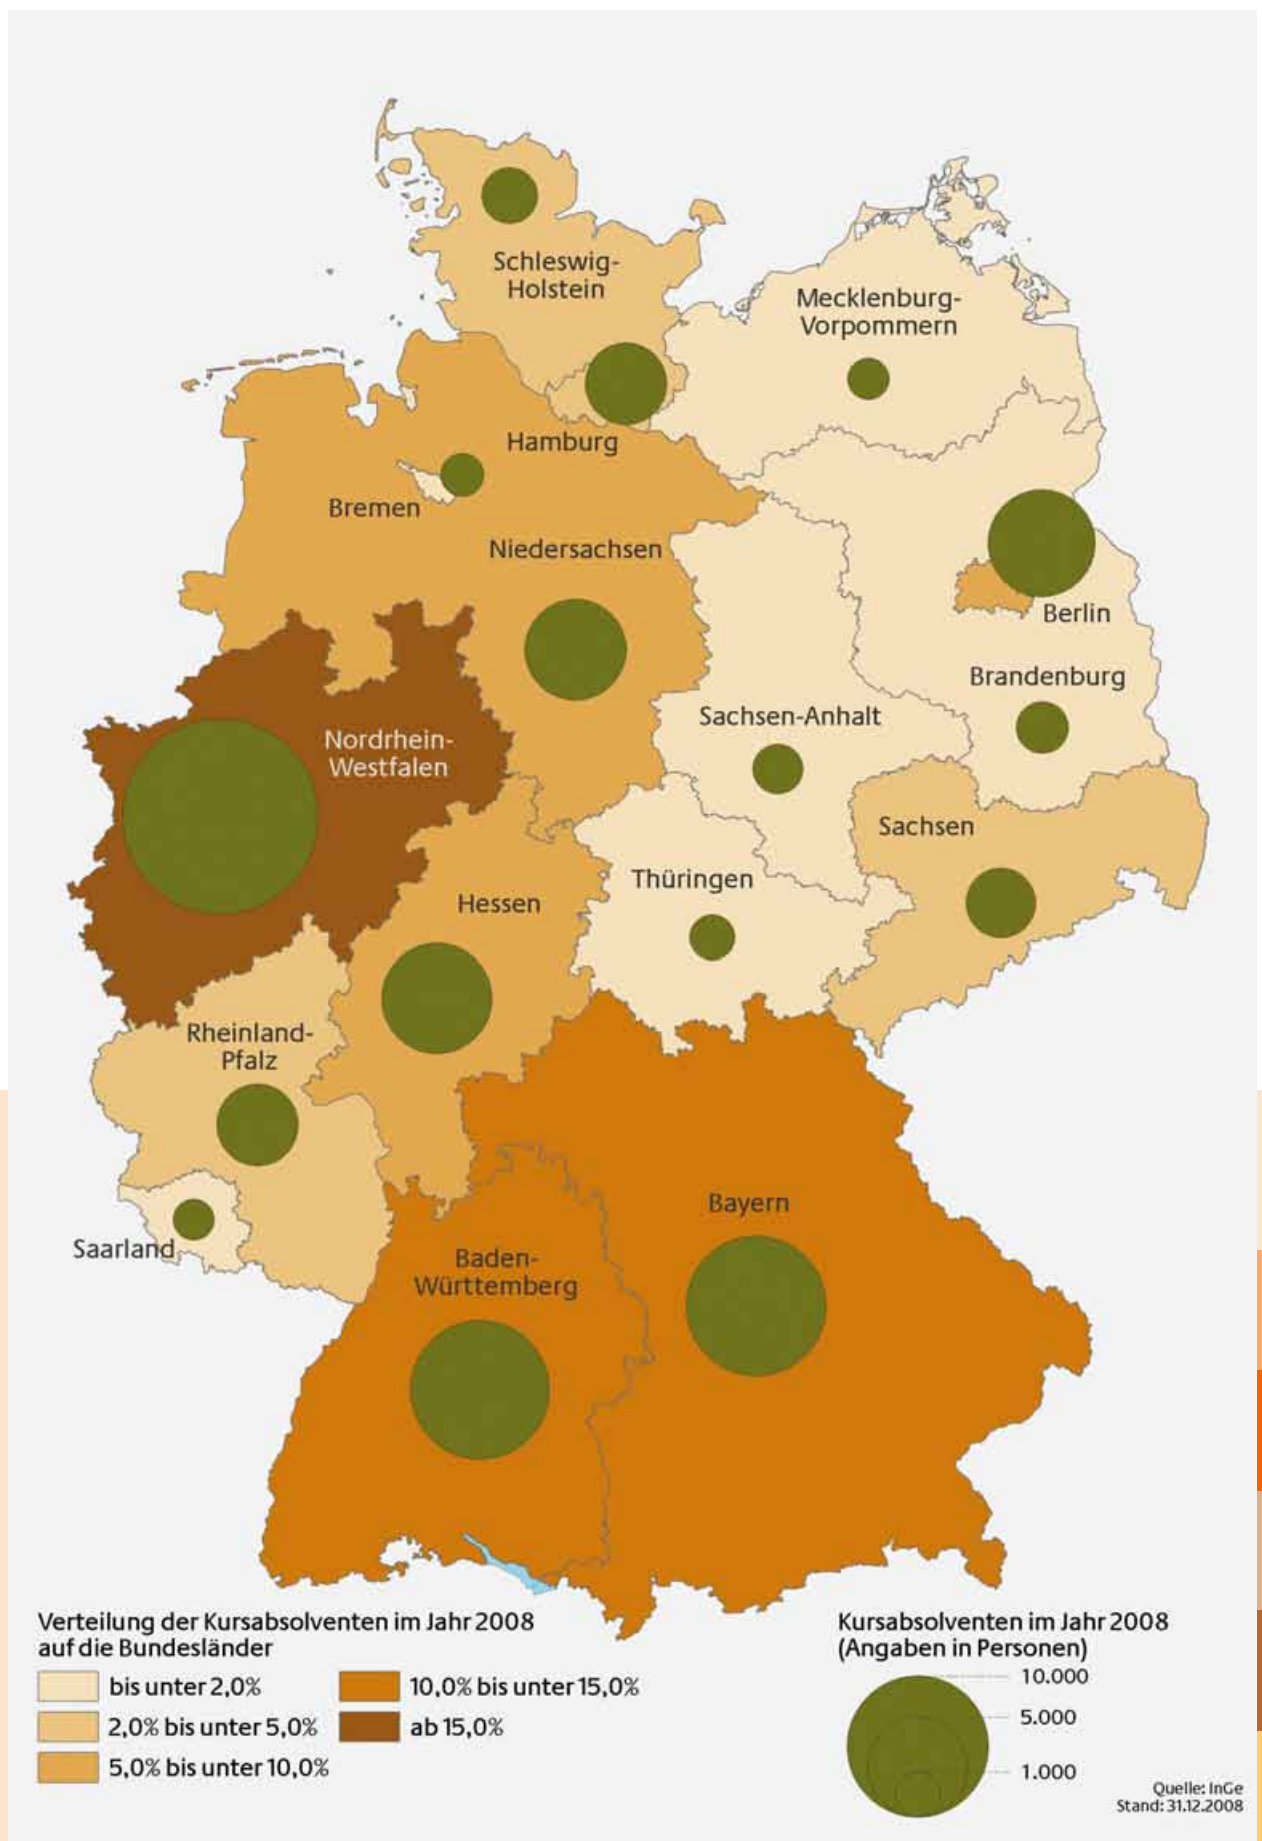 Schleswig-
Holstein
Mecklenburg-
Vorpommern
Hamburg
Bremen
Niedersachsen
Berlin
Brandenburg
Sachsen-Anhalt
Nordrhein-
Westfalen
Sachsen
Thüringen
Hessen
Rheinland-
Pfalz
Saarland
Bayern
Baden-
Württemberg
Verteilung der Kursabsolventen im Jahr 2008
auf die Bundesländer
bis unter 2,0%
2,0% bis unter 5,0%
5,0% bis unter 10,0%
10,0% bis unter 15,0%
ab 15,0%
Kursabsolventen im Jahr 2008
(Angaben in Personen)
10.000
5.000
1.000
Quelle: InGe
Stand: 31.12.2008